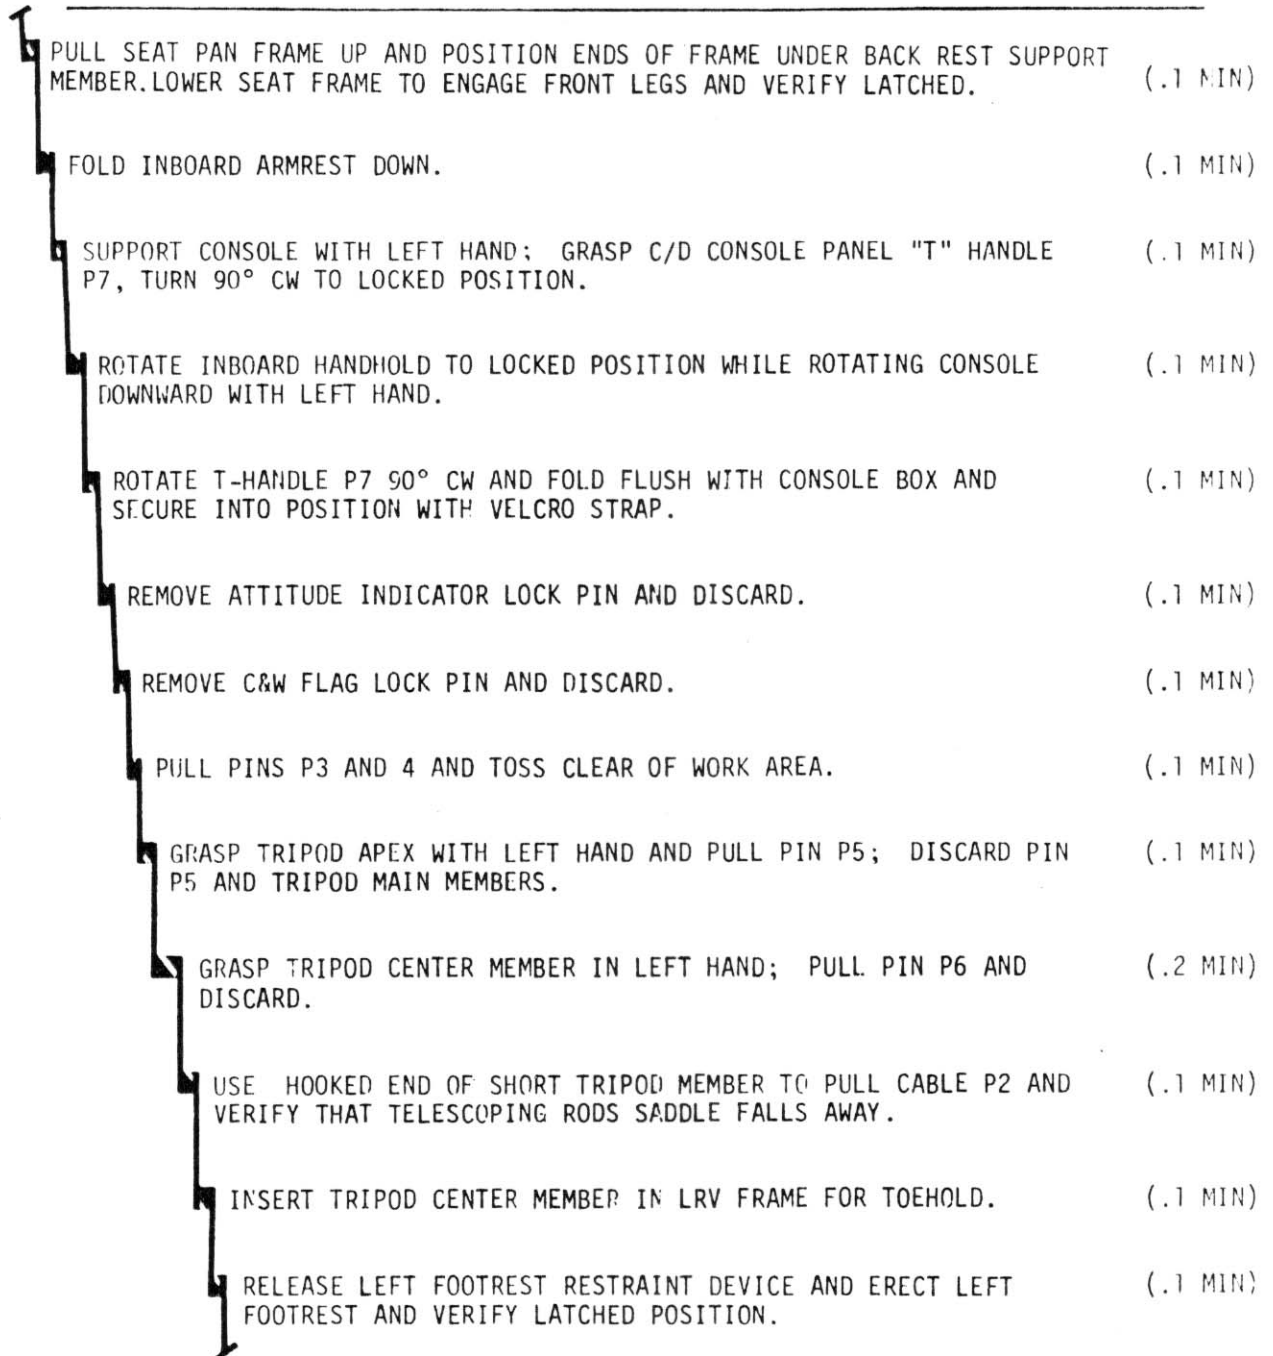 PULL SEAT PAN FRAME UP AND POSITION ENDS OF FRAME UNDER BACK REST SUPPORT
MEMBER. LOWER SEAT FRAME TO ENGAGE FRONT LEGS AND VERIFY LATCHED. (.1 MIN)
FOLD INBOARD ARMREST DOWN. (.1 MIN)
SUPPORT CONSOLE WITH LEFT HAND; GRASP C/D CONSOLE PANEL "T" HANDLE (.1 MIN)
P7, TURN 90° CW TO LOCKED POSITION.
ROTATE INBOARD HANDHOLD TO LOCKED POSITION WHILE ROTATING CONSOLE (.1 MIN)
DOWNWARD WITH LEFT HAND.
ROTATE T-HANDLE P7 90° CW AND FOLD FLUSH WITH CONSOLE BOX AND (.1 MIN)
SECURE INTO POSITION WITH VELCRO STRAP.
REMOVE ATTITUDE INDICATOR LOCK PIN AND DISCARD. (.1 MIN)
REMOVE C&W FLAG LOCK PIN AND DISCARD. (.1 MIN)
PULL PINS P3 AND 4 AND TOSS CLEAR OF WORK AREA. (.1 MIN)
GRASP TRIPOD APEX WITH LEFT HAND AND PULL PIN P5; DISCARD PIN (.1 MIN)
P5 AND TRIPOD MAIN MEMBERS.
GRASP TRIPOD CENTER MEMBER IN LEFT HAND; PULL PIN P6 AND (.2 MIN)
DISCARD.
USE HOOKED END OF SHORT TRIPOD MEMBER TO PULL CABLE P2 AND (.1 MIN)
VERIFY THAT TELESCOPING RODS SADDLE FALLS AWAY.
INSERT TRIPOD CENTER MEMBER IN LRV FRAME FOR TOEHOLD. (.1 MIN)
RELEASE LEFT FOOTREST RESTRAINT DEVICE AND ERECT LEFT (.1 MIN)
FOOTREST AND VERIFY LATCHED POSITION.